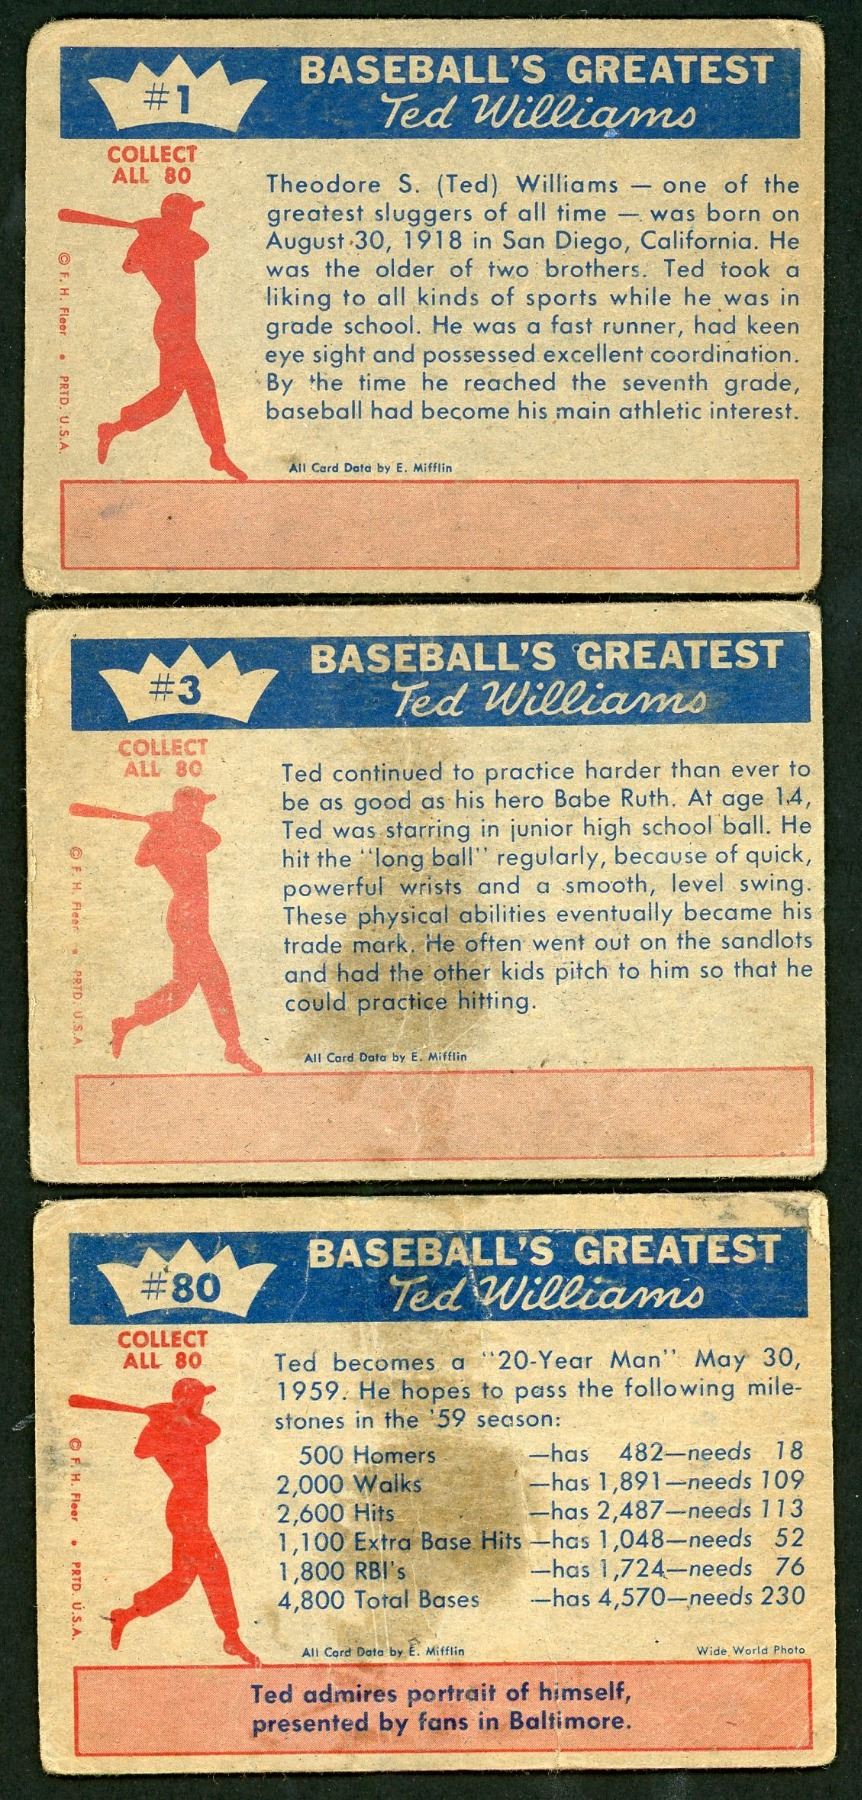 #1
BASEBALL'S GREATEST
Ted Williams
COLLECT
ALL 80
© F. H. Fleer • PRTD. U.S.A.
Theodore S. (Ted) Williams — one of the
greatest sluggers of all time — was born on
August 30, 1918 in San Diego, California. He
was the older of two brothers. Ted took a
liking to all kinds of sports while he was in
grade school. He was a fast runner, had keen
eye sight and possessed excellent coordination.
By the time he reached the seventh grade,
baseball had become his main athletic interest.
All Card Data by E. Mifflin
#3
BASEBALL'S GREATEST
Ted Williams
COLLECT
ALL 80
© F. H. Fleer • PRTD. U.S.A.
Ted continued to practice harder than ever to
be as good as his hero Babe Ruth. At age 14,
Ted was starring in junior high school ball. He
hit the "long ball" regularly, because of quick,
powerful wrists and a smooth, level swing.
These physical abilities eventually became his
trade mark. He often went out on the sandlots
and had the other kids pitch to him so that he
could practice hitting.
All Card Data by E. Mifflin
#80
BASEBALL'S GREATEST
Ted Williams
COLLECT
ALL 80
© F. H. Fleer • PRTD. U.S.A.
Ted becomes a "20-Year Man" May 30,
1959. He hopes to pass the following mile-
stones in the '59 season:
500 Homers —has 482—needs 18
2,000 Walks —has 1,891—needs 109
2,600 Hits —has 2,487—needs 113
1,100 Extra Base Hits —has 1,048—needs 52
1,800 RBI's —has 1,724—needs 76
4,800 Total Bases —has 4,570—needs 230
All Card Data by E. Mifflin Wide World Photo
Ted admires portrait of himself,
presented by fans in Baltimore.